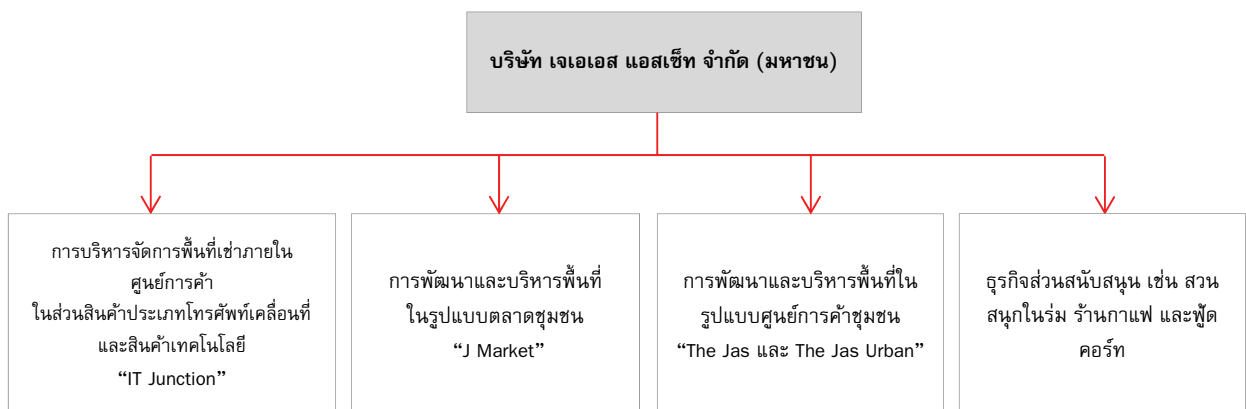 บริษัท เจเอเอส แอสเซ็ท จำกัด (มหาชน)
การบริหารจัดการพื้นที่เช่าภายใน
ศูนย์การค้า
ในส่วนสินค้าประเภทโทรศัพท์เคลื่อนที่
และสินค้าเทคโนโลยี
“IT Junction”
การพัฒนาและบริหารพื้นที่
ในรูปแบบตลาดชุมชน
“J Market”
การพัฒนาและบริหารพื้นที่ใน
รูปแบบศูนย์การค้าชุมชน
“The Jas และ The Jas Urban”
ธุรกิจส่วนสนับสนุน เช่น สวน
สนุกในร่ม ร้านกาแฟ และฟู้ด
คอร์ท